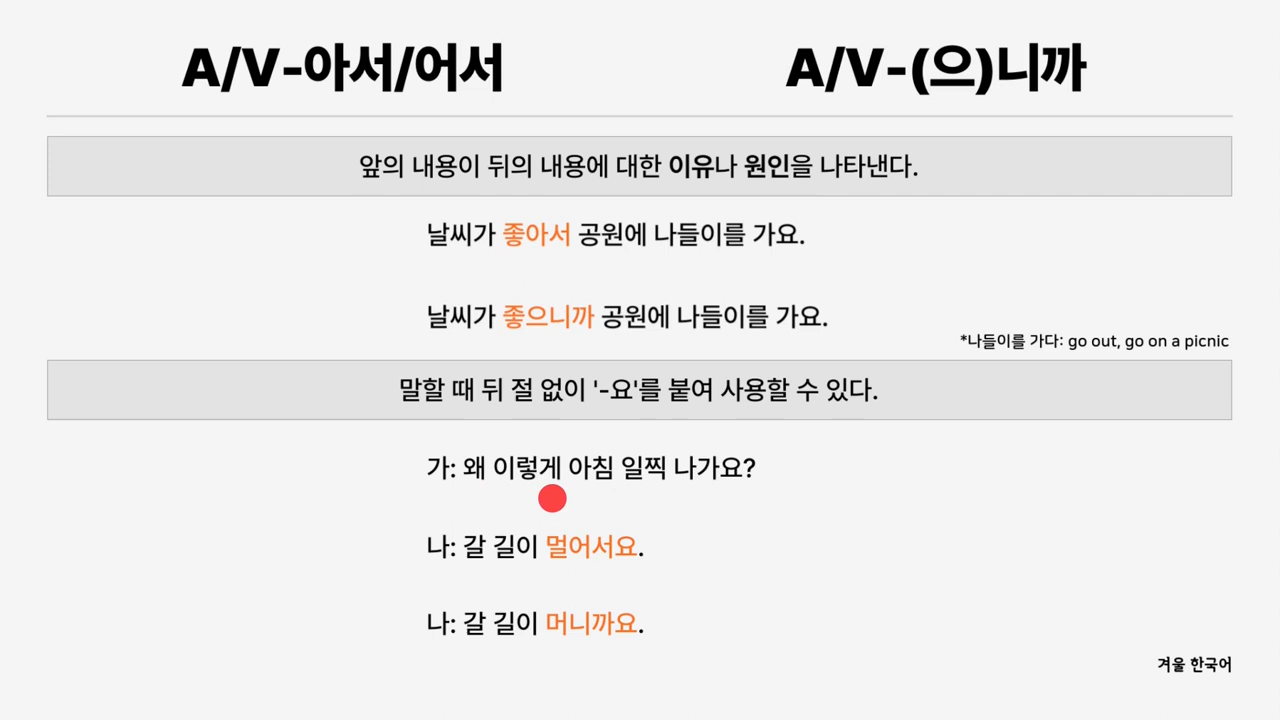 A/V-아서/어서
A/V-(으)니까
앞의 내용이 뒤의 내용에 대한 이유나 원인을 나타낸다.
날씨가 좋아서 공원에 나들이를 가요.
날씨가 좋으니까 공원에 나들이를 가요.
*나들이를 가다: go out, go on a picnic
말할 때 뒤 절 없이 '-요'를 붙여 사용할 수 있다.
가: 왜 이렇게 아침 일찍 나가요?
나: 갈 길이 멀어서요.
나: 갈 길이 머니까요.
겨울 한국어